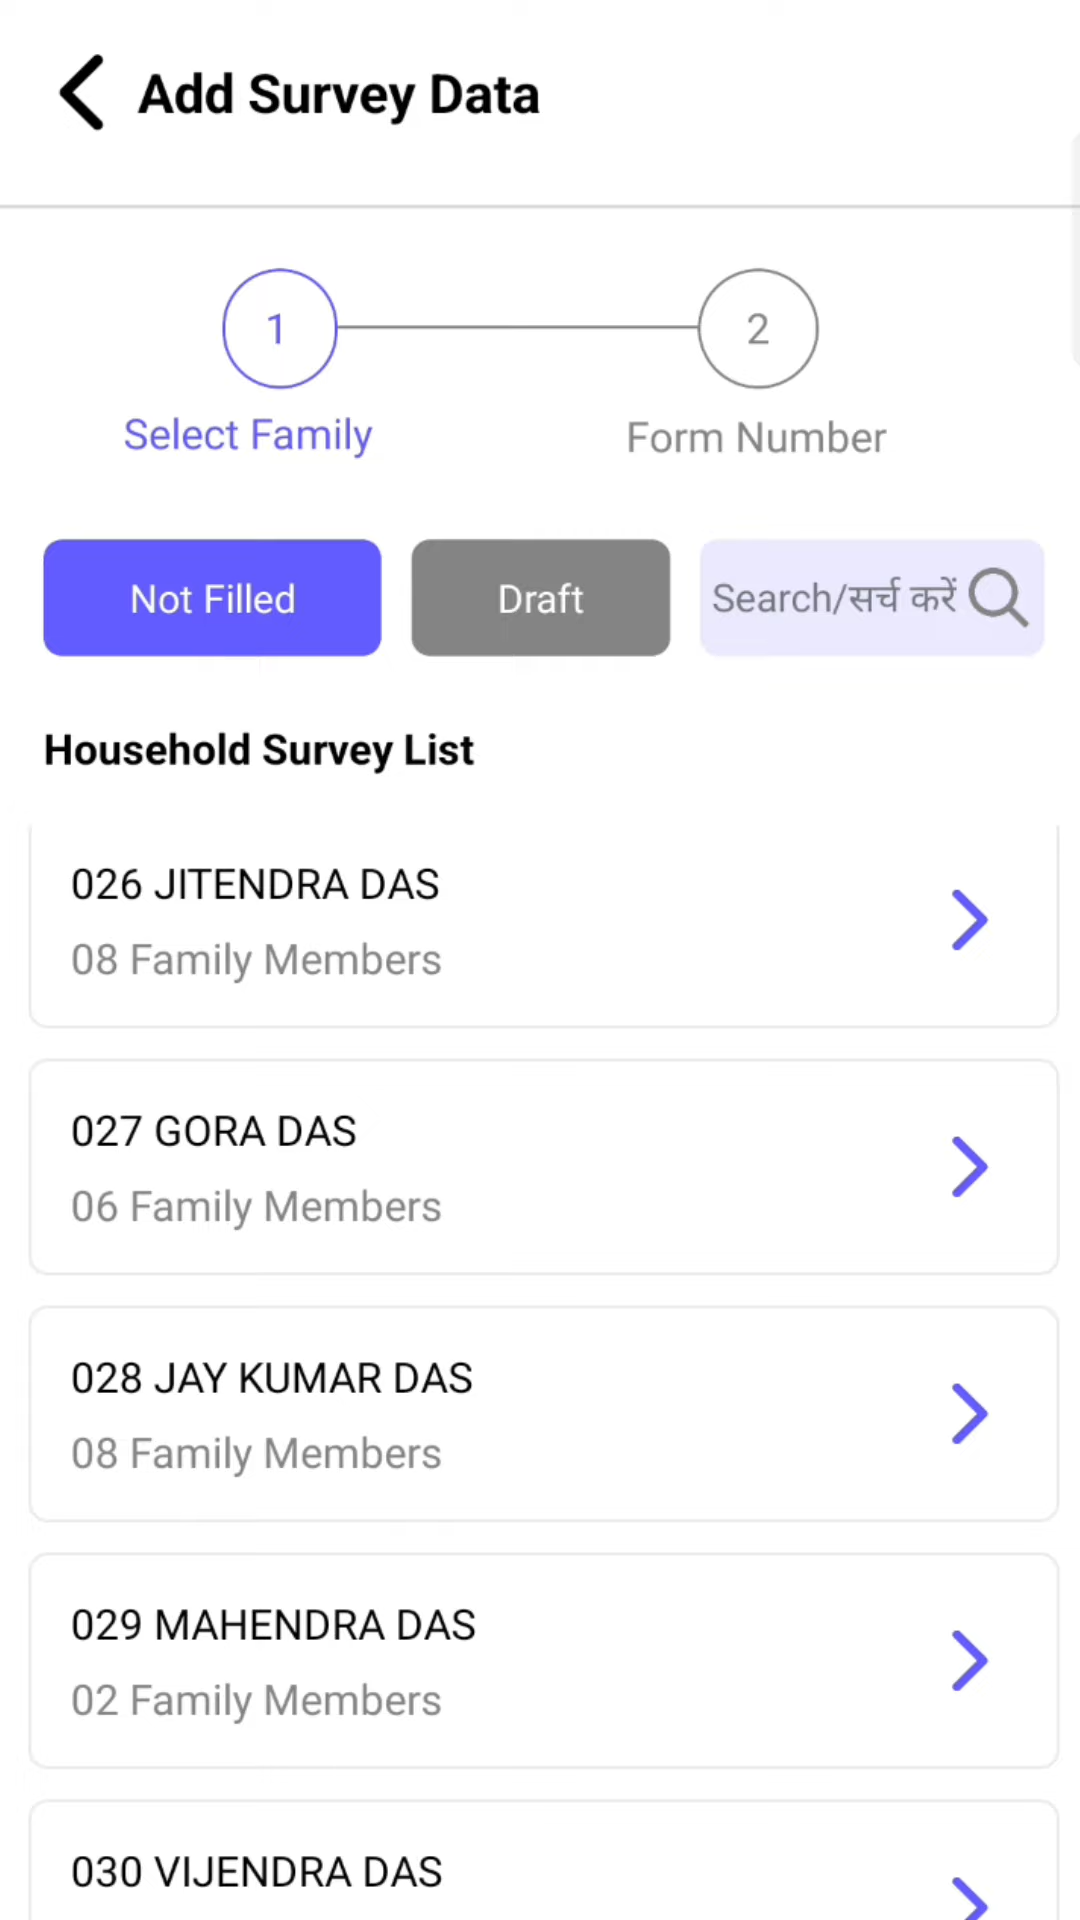 Add Survey Data
1
2
Select Family
Form Number
Not Filled
Draft
Search/सर्च करें
Household Survey List
026 JITENDRA DAS
08 Family Members
027 GORA DAS
06 Family Members
028 JAY KUMAR DAS
08 Family Members
029 MAHENDRA DAS
02 Family Members
030 VIJENDRA DAS